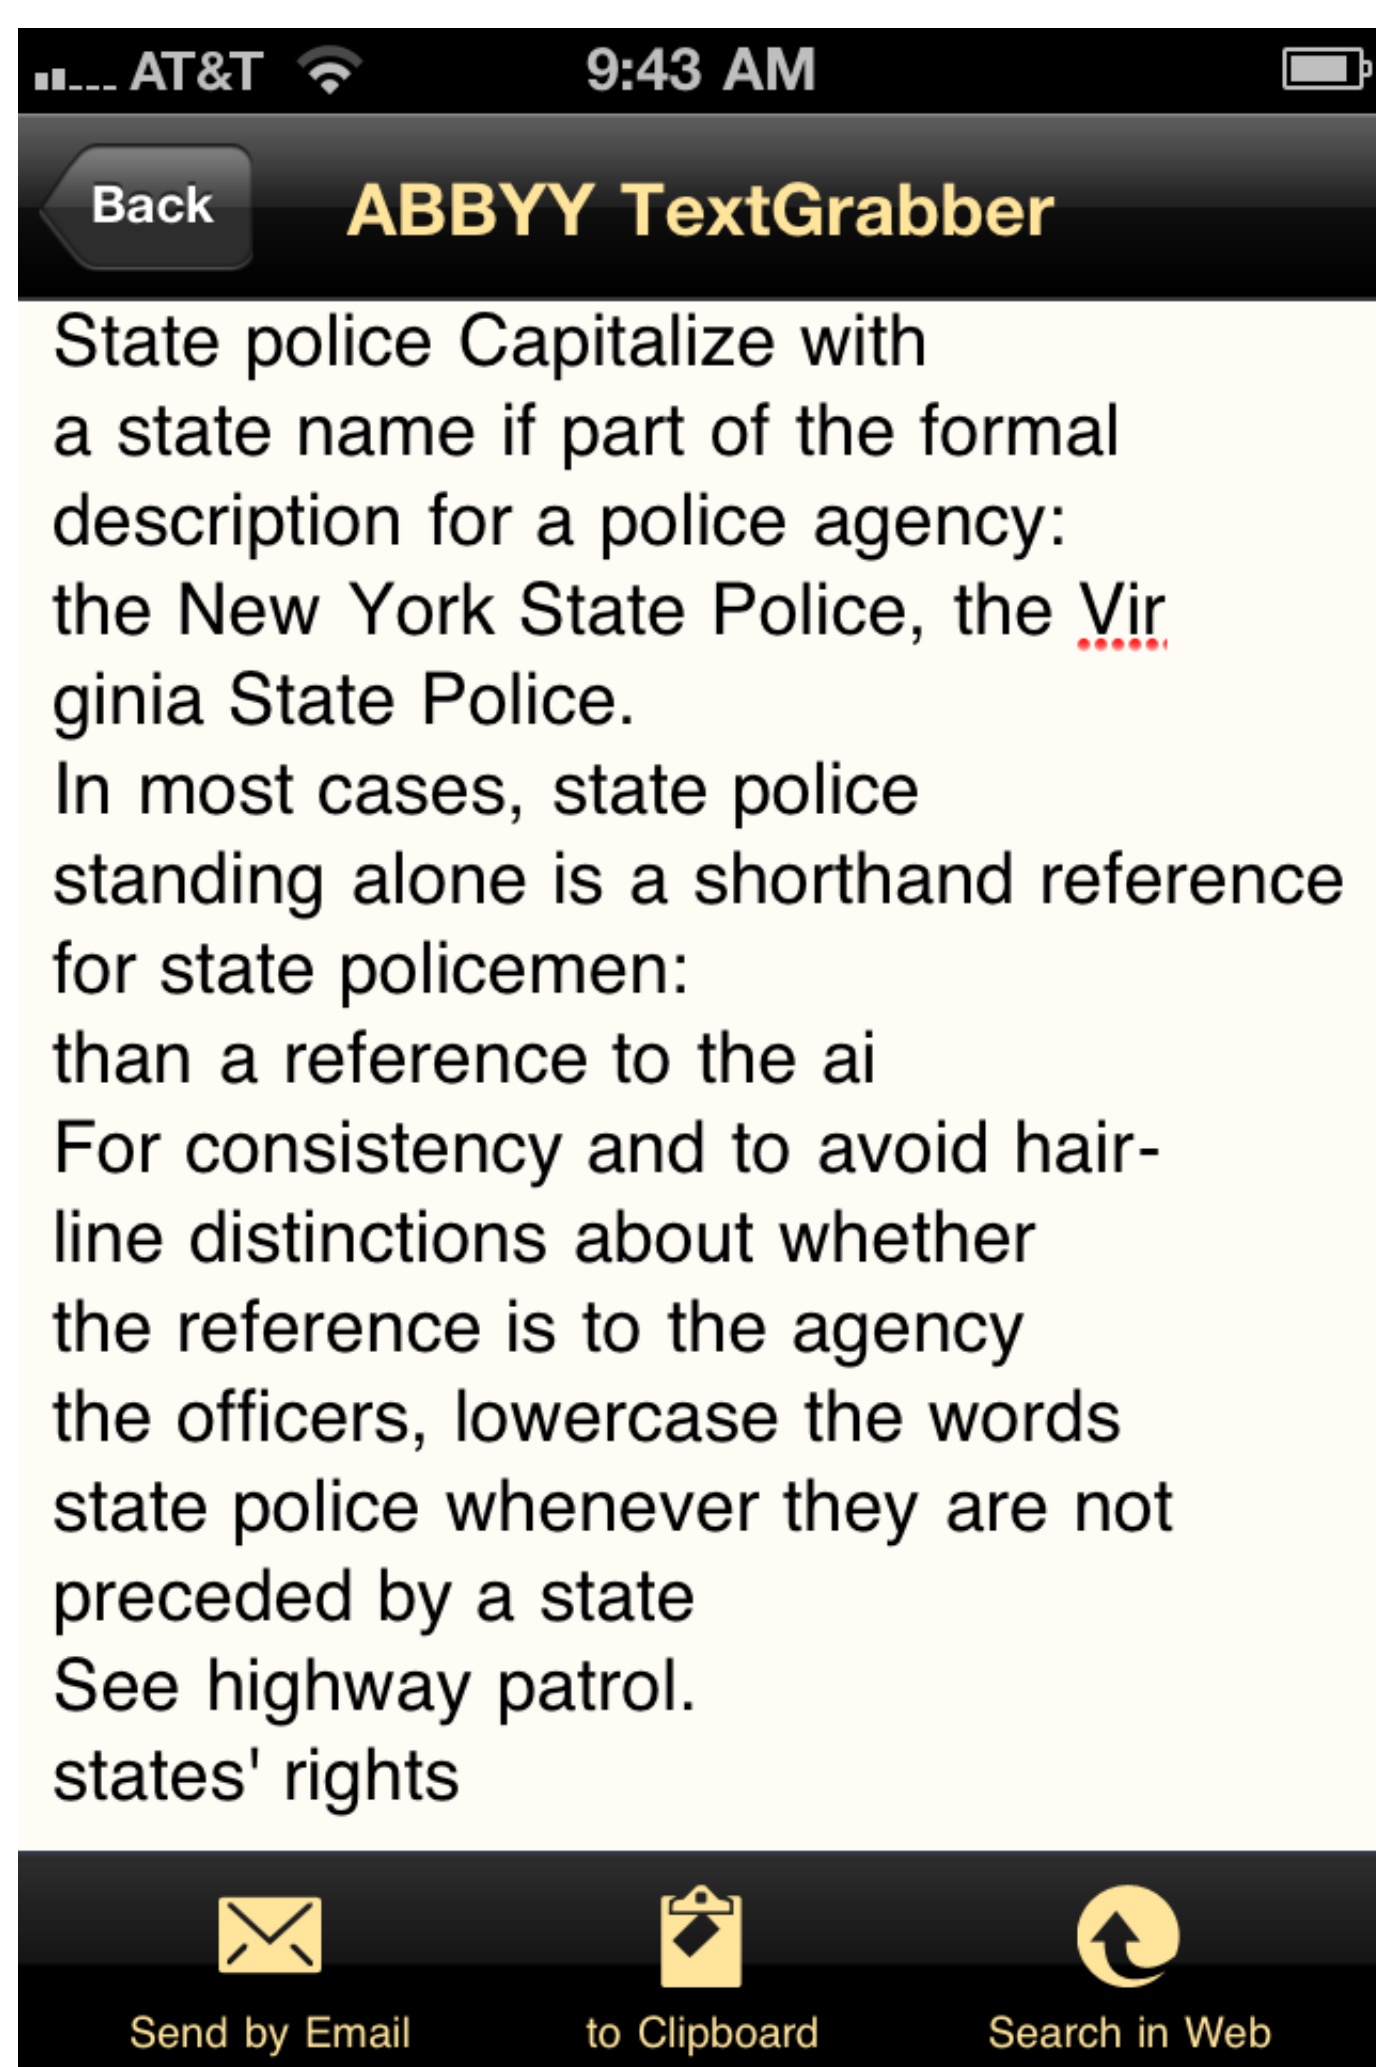 AT&T 9:43 AM
Back ABBYY TextGrabber
State police Capitalize with
a state name if part of the formal
description for a police agency:
the New York State Police, the Vir
ginia State Police.
In most cases, state police
standing alone is a shorthand reference
for state policemen:
than a reference to the ai
For consistency and to avoid hair-
line distinctions about whether
the reference is to the agency
the officers, lowercase the words
state police whenever they are not
preceded by a state
See highway patrol.
states' rights
Send by Email to Clipboard Search in Web